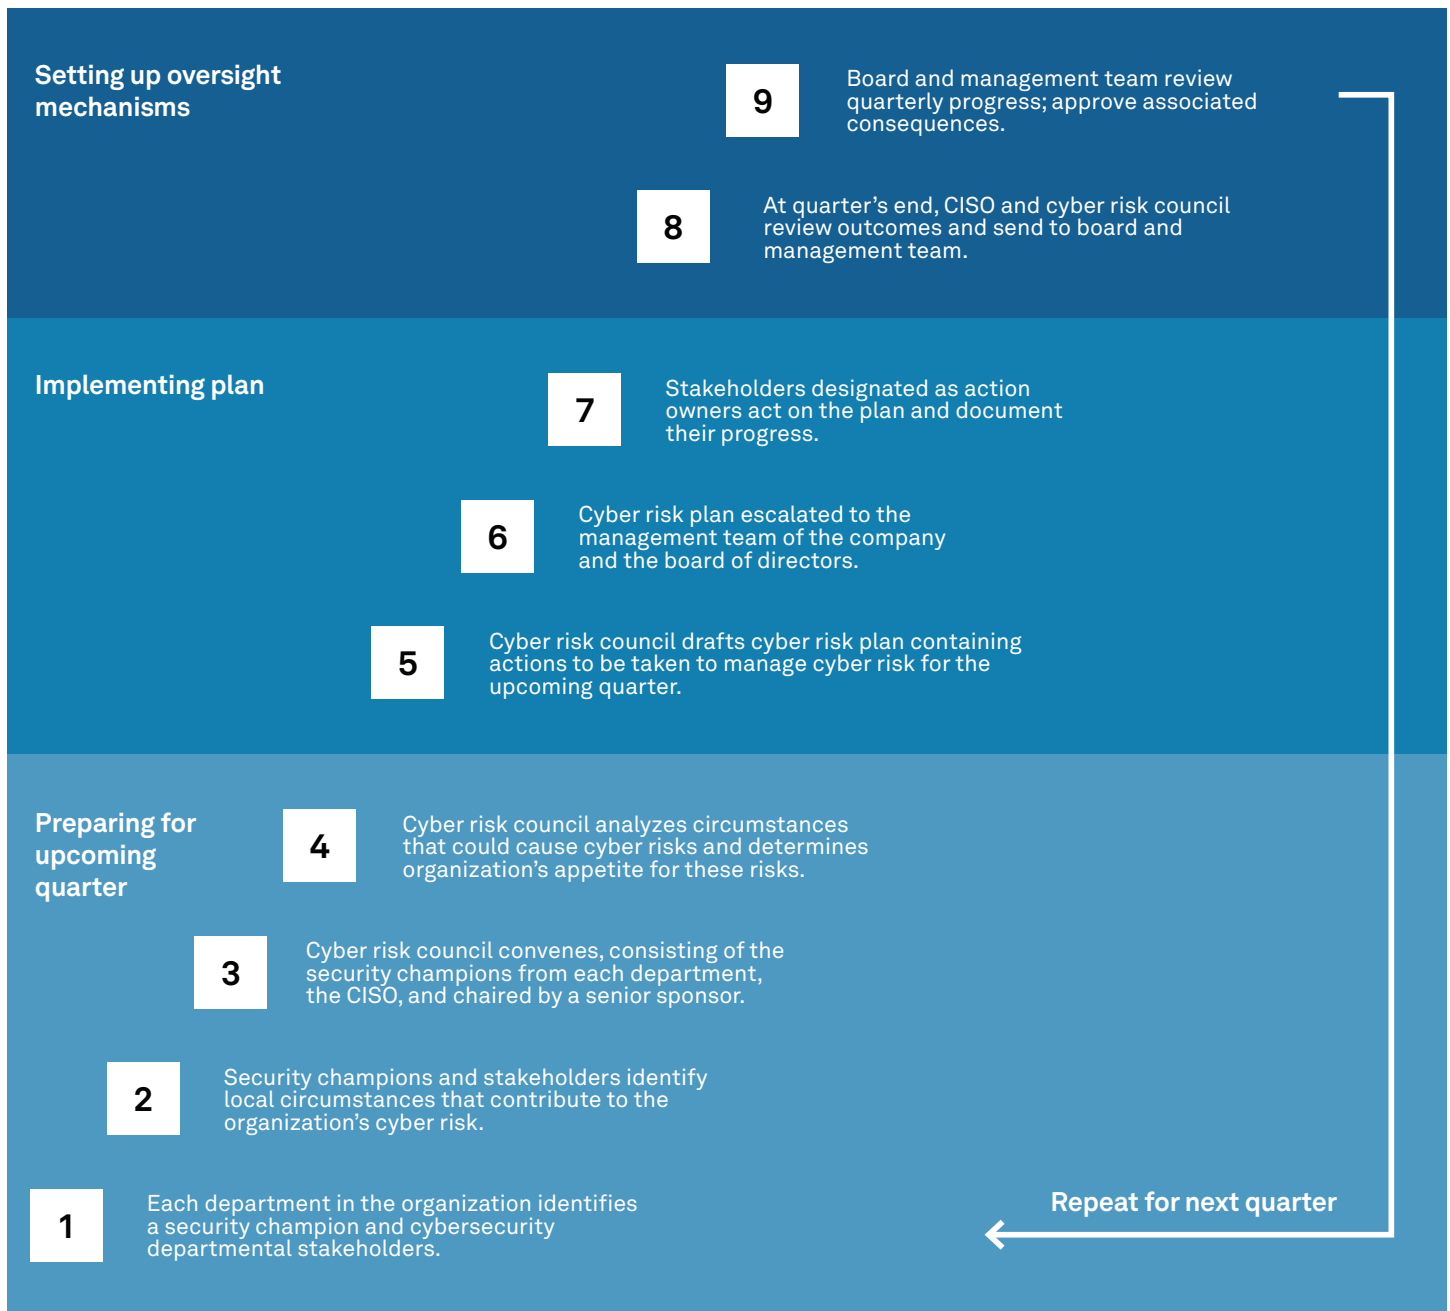 Setting up oversight
mechanisms
9
Board and management team review
quarterly progress; approve associated
consequences.
8
At quarter’s end, CISO and cyber risk council
review outcomes and send to board and
management team.
Implementing plan
7
Stakeholders designated as action
owners act on the plan and document
their progress.
6
Cyber risk plan escalated to the
management team of the company
and the board of directors.
5
Cyber risk council drafts cyber risk plan containing
actions to be taken to manage cyber risk for the
upcoming quarter.
Preparing for
upcoming
quarter
4
Cyber risk council analyzes circumstances
that could cause cyber risks and determines
organization’s appetite for these risks.
3
Cyber risk council convenes, consisting of the
security champions from each department,
the CISO, and chaired by a senior sponsor.
2
Security champions and stakeholders identify
local circumstances that contribute to the
organization’s cyber risk.
1
Each department in the organization identifies
a security champion and cybersecurity
departmental stakeholders.
Repeat for next quarter